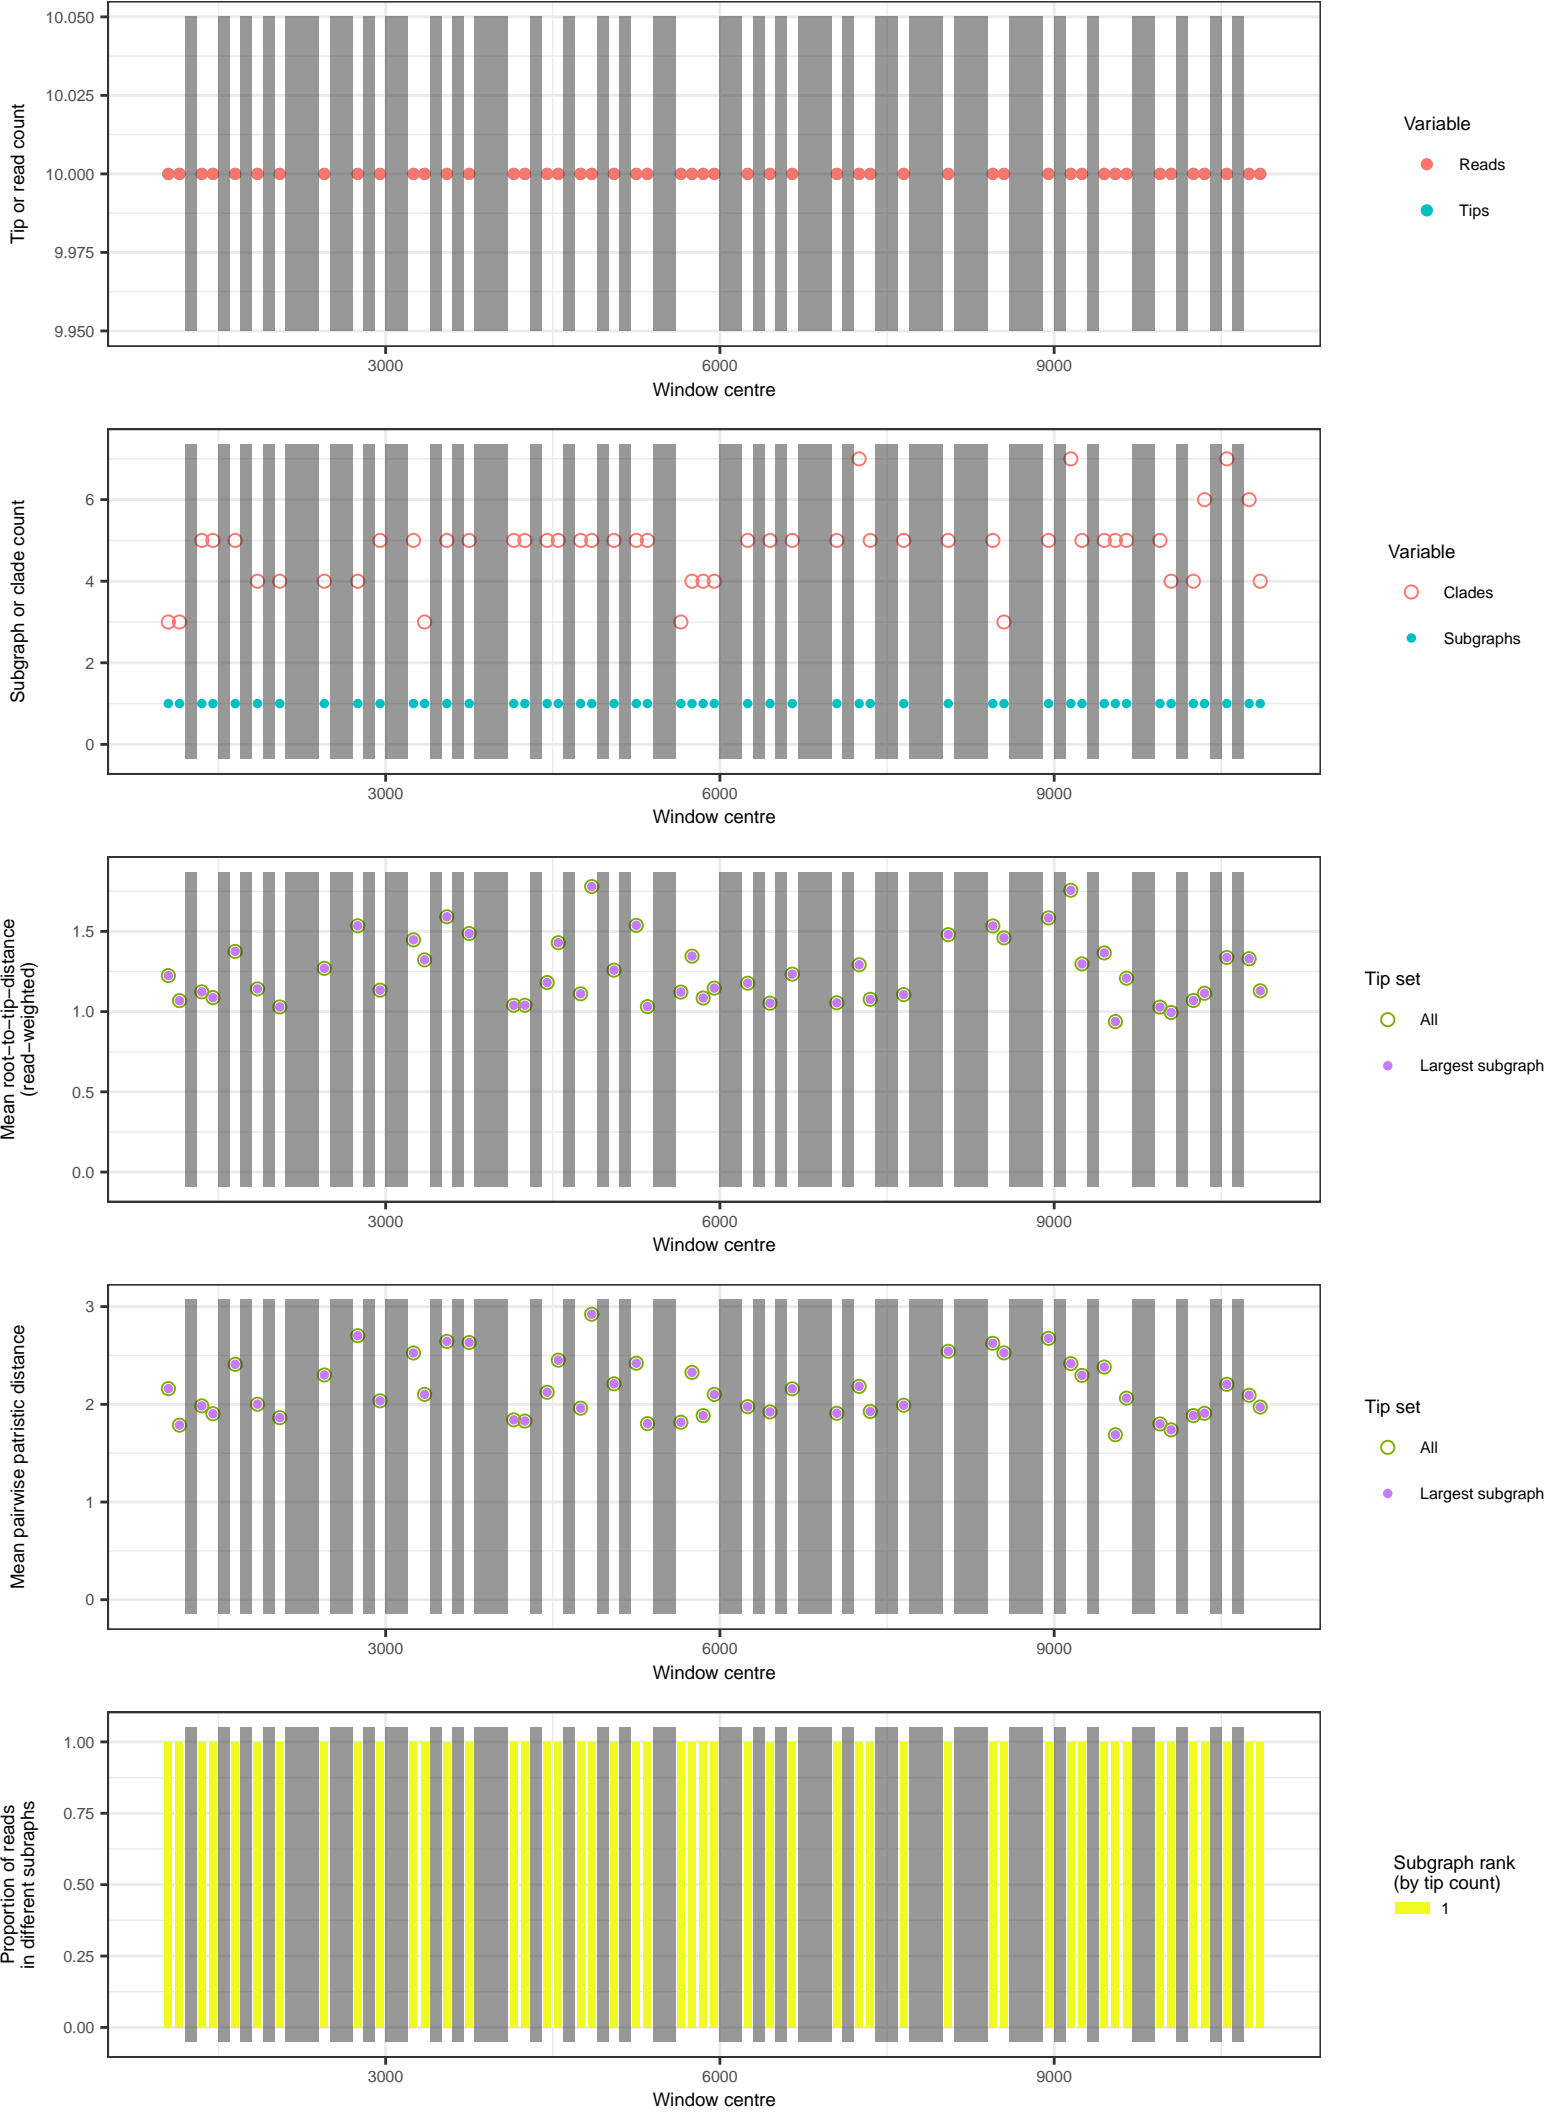 10.050
10.025
10.000
9.975
9.950
Tip or read count
3000 6000 9000
Window centre
Variable
Reads
Tips
6
4
2
0
Subgraph or clade count
3000 6000 9000
Window centre
Variable
Clades
Subgraphs
1.5
1.0
0.5
0.0
Mean root−to−tip−distance
(read−weighted)
3000 6000 9000
Window centre
Tip set
All
Largest subgraph
3
2
1
0
Mean pairwise patristic distance
3000 6000 9000
Window centre
Tip set
All
Largest subgraph
1.00
0.75
0.50
0.25
0.00
Proportion of reads
in different subraphs
3000 6000 9000
Window centre
Subgraph rank
(by tip count)
1